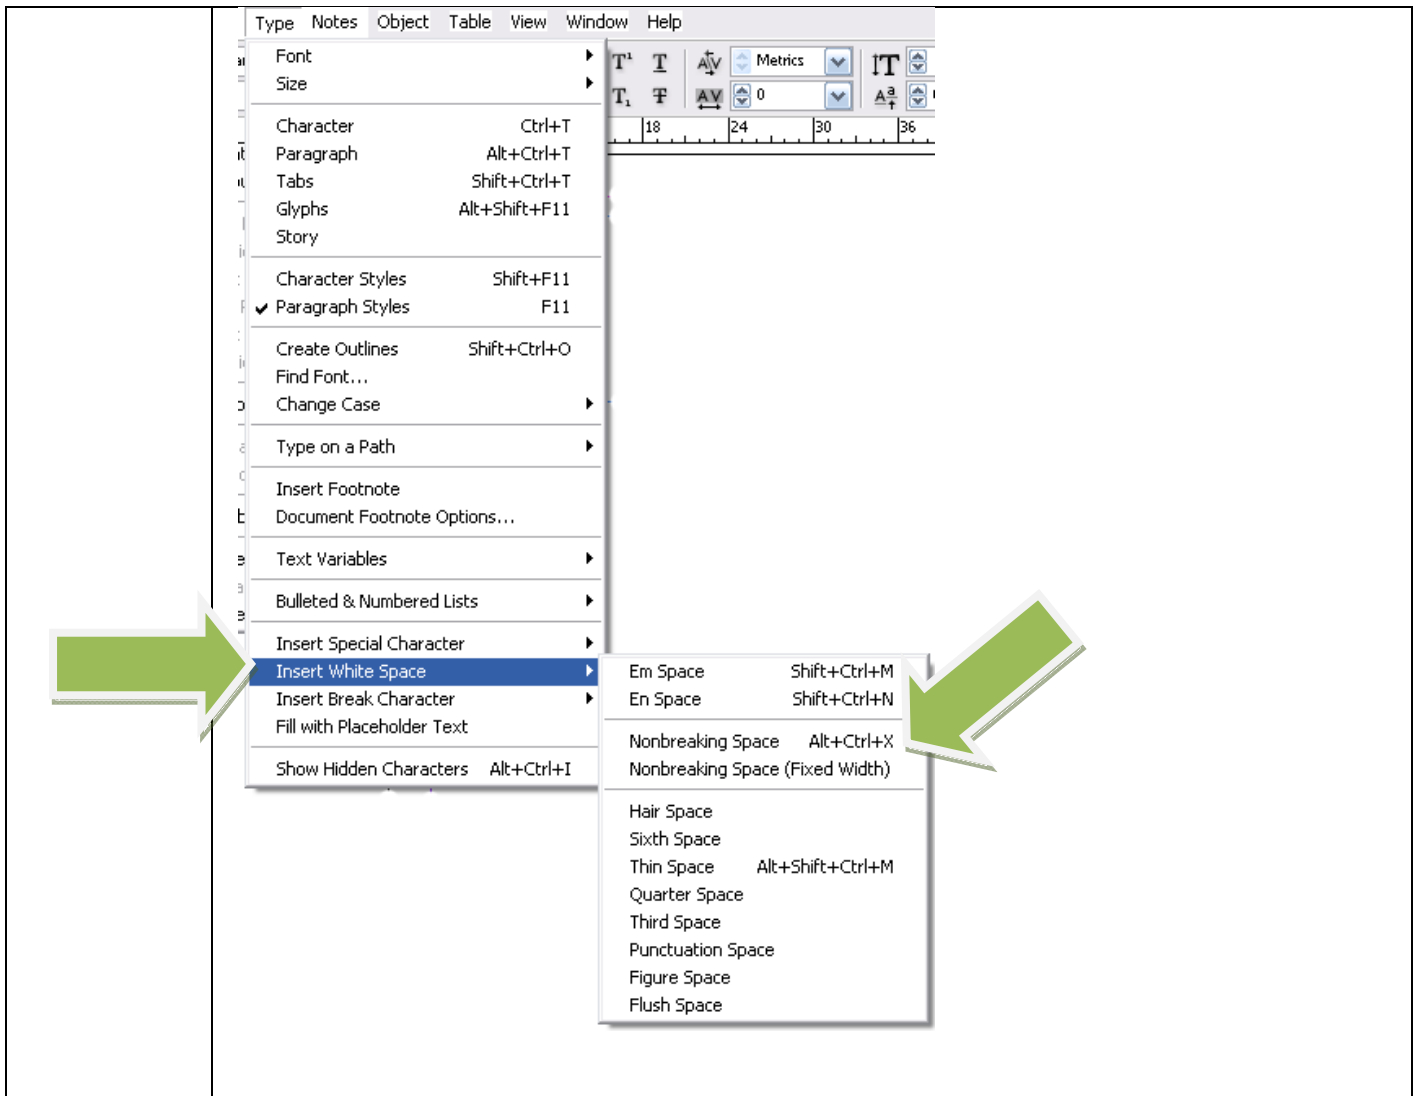 Type Notes Object Table View Window Help
Metrics
0
18 24 30 36
Font
Size
Character Ctrl+T
Paragraph Alt+Ctrl+T
Tabs Shift+Ctrl+T
Glyphs Alt+Shift+F11
Story
Character Styles Shift+F11
Paragraph Styles F11
Create Outlines Shift+Ctrl+O
Find Font...
Change Case
Type on a Path
Insert Footnote
Document Footnote Options...
Text Variables
Bulleted & Numbered Lists
Insert Special Character
Insert White Space
Insert Break Character
Fill with Placeholder Text
Show Hidden Characters Alt+Ctrl+I
Em Space Shift+Ctrl+M
En Space Shift+Ctrl+N
Nonbreaking Space Alt+Ctrl+X
Nonbreaking Space (Fixed Width)
Hair Space
Sixth Space
Thin Space Alt+Shift+Ctrl+M
Quarter Space
Third Space
Punctuation Space
Figure Space
Flush Space